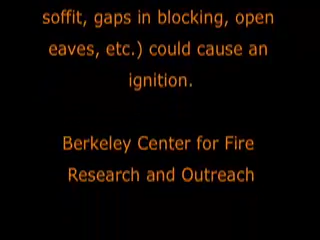 soffit, gaps in blocking, open
eaves, etc.) could cause an
ignition.
Berkeley Center for Fire
Research and Outreach